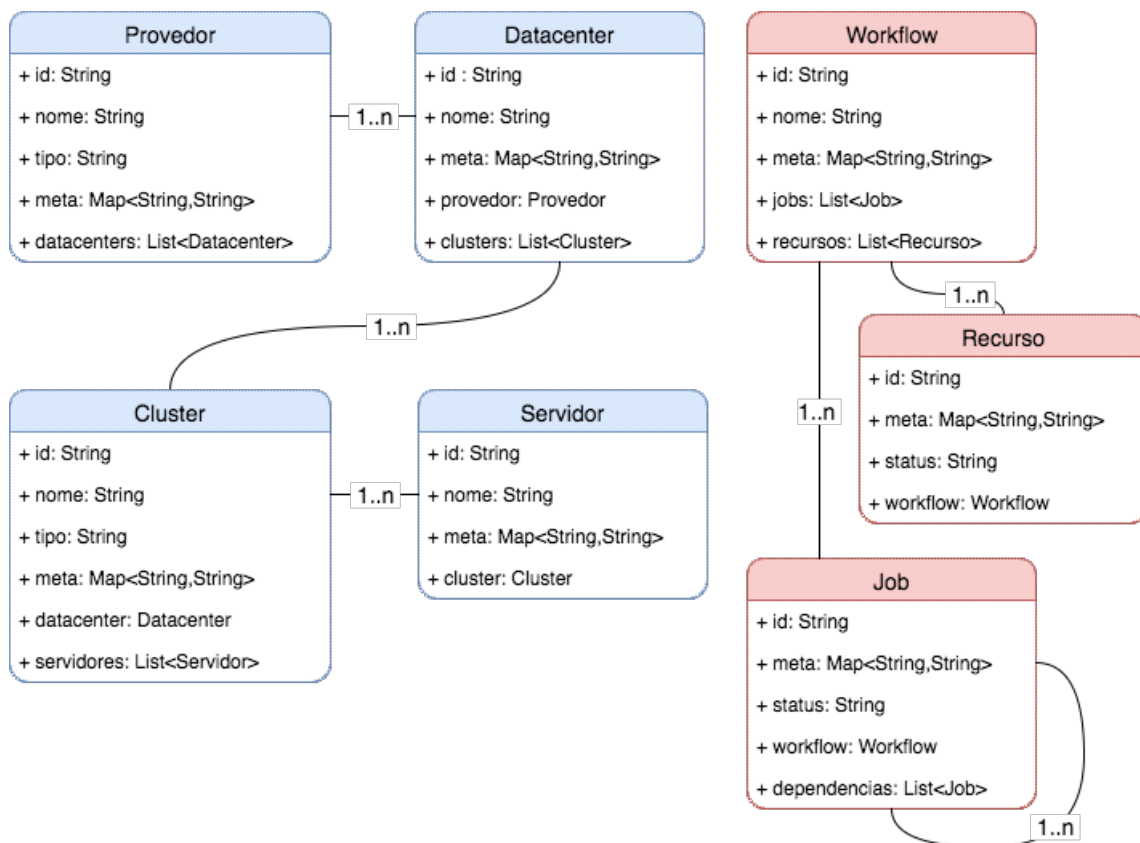 Provedor
+ id: String
+ nome: String
+ tipo: String
+ meta: Map<String,String>
+ datacenters: List<Datacenter>
1..n
Datacenter
+ id : String
+ nome: String
+ meta: Map<String,String>
+ provedor: Provedor
+ clusters: List<Cluster>
1..n
Cluster
+ id: String
+ nome: String
+ tipo: String
+ meta: Map<String,String>
+ datacenter: Datacenter
+ servidores: List<Servidor>
1..n
Servidor
+ id: String
+ nome: String
+ meta: Map<String,String>
+ cluster: Cluster
Workflow
+ id: String
+ nome: String
+ meta: Map<String,String>
+ jobs: List<Job>
+ recursos: List<Recurso>
1..n
Recurso
+ id: String
+ meta: Map<String,String>
+ status: String
+ workflow: Workflow
1..n
Job
+ id: String
+ meta: Map<String,String>
+ status: String
+ workflow: Workflow
+ dependencias: List<Job>
1..n